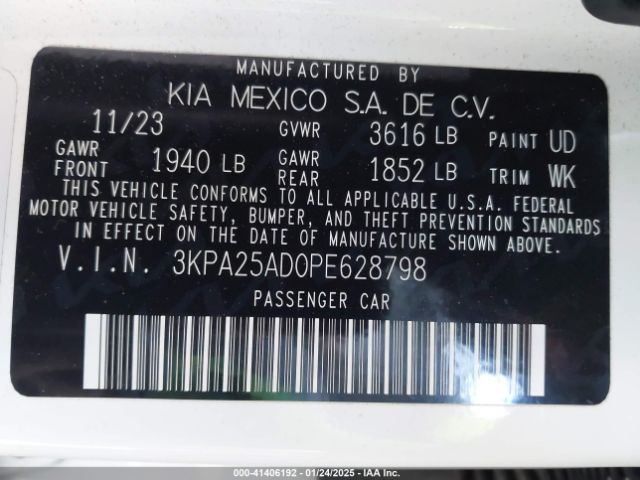 MANUFACTURED BY
KIA MEXICO S.A. DE C.V.
11/23 GVWR 3616 LB PAINT UD
GAWR FRONT 1940 LB GAWR REAR 1852 LB TRIM WK
THIS VEHICLE CONFORMS TO ALL APPLICABLE U.S.A. FEDERAL
MOTOR VEHICLE SAFETY, BUMPER, AND THEFT PREVENTION STANDARDS
IN EFFECT ON THE DATE OF MANUFACTURE SHOWN ABOVE.
V.I.N. 3KPA25AD0PE628798
PASSENGER CAR
000-41406192 - 01/24/2025 - IAA Inc.